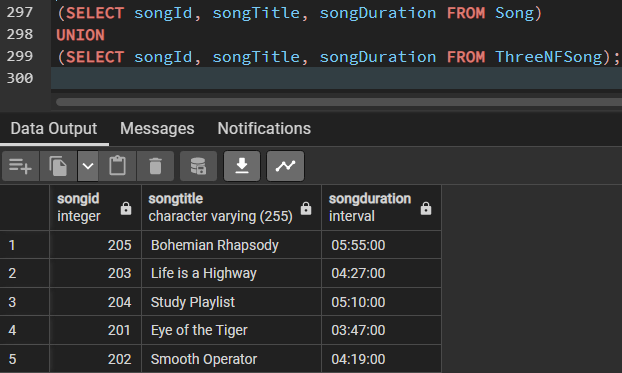 297 (SELECT songId, songTitle, songDuration FROM Song)
298 UNION
299 (SELECT songId, songTitle, songDuration FROM ThreeNFSong);
300
Data Output Messages Notifications
songid songtitle songduration
integer character varying (255) interval
1 205 Bohemian Rhapsody 05:55:00
2 203 Life is a Highway 04:27:00
3 204 Study Playlist 05:10:00
4 201 Eye of the Tiger 03:47:00
5 202 Smooth Operator 04:19:00